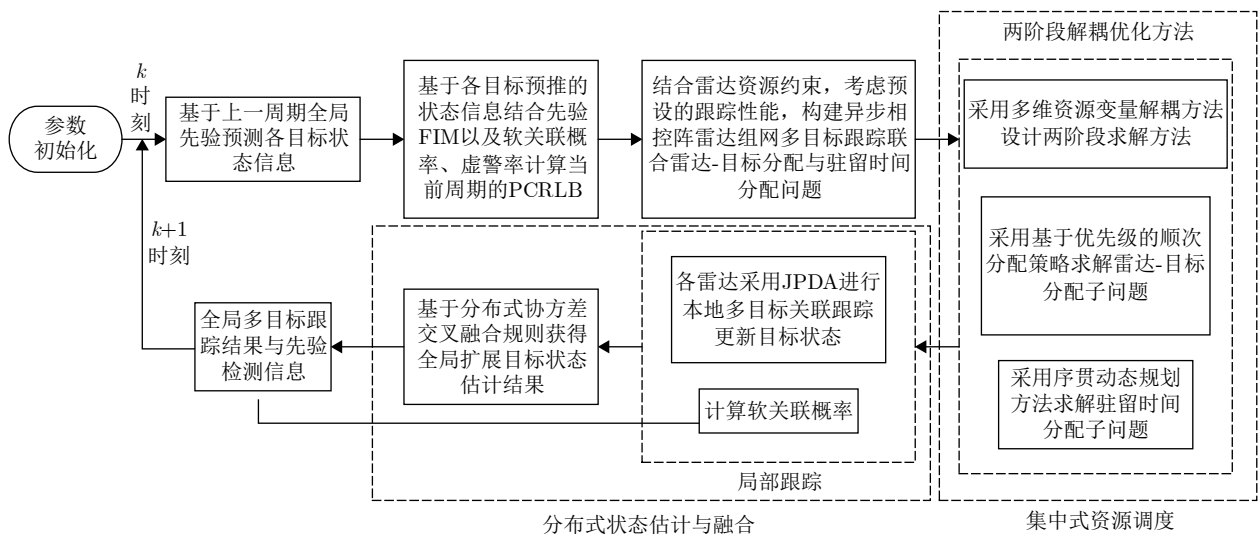 参数
初始化
k
时
刻
基于上一周期全局
先验预测各目标状
态信息
基于各目标预推的
状态信息结合先验
FIM以及软关联概
率、虚警率计算当
前周期的PCRLB
结合雷达资源约束，考虑预
设的跟踪性能，构建异步相
控阵雷达组网多目标跟踪联
合雷达-目标分配与驻留时间
分配问题
两阶段解耦优化方法
采用多维资源变量解耦方法
设计两阶段求解方法
采用基于优先级的顺次
分配策略求解雷达-目标
分配子问题
采用序贯动态规划
方法求解驻留时间
分配子问题
集中式资源调度
各雷达采用JPDA进行
本地多目标关联跟踪
更新目标状态
计算软关联概率
局部跟踪
基于分布式协方差
交叉融合规则获得
全局扩展目标状态
估计结果
分布式状态估计与融合
全局多目标跟
踪结果与先验
检测信息
k+1
时刻